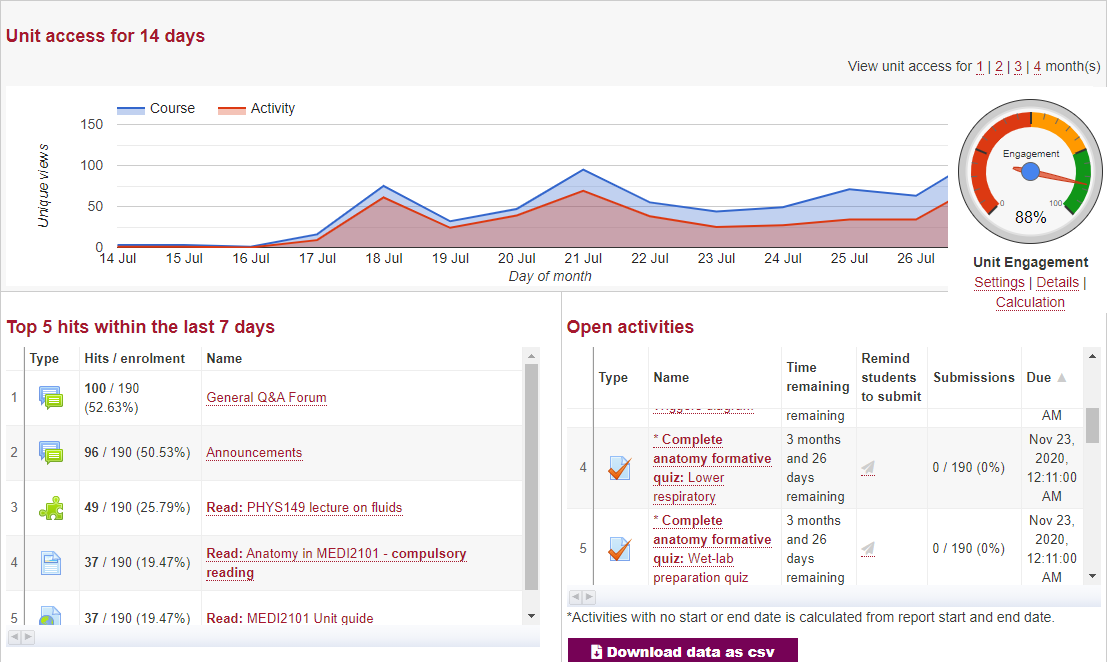 Unit access for 14 days
View unit access for 1 | 2 | 3 | 4 month(s)
Course Activity
150
100
50
0
Unique views
14 Jul 15 Jul 16 Jul 17 Jul 18 Jul 19 Jul 20 Jul 21 Jul 22 Jul 23 Jul 24 Jul 25 Jul 26 Jul
Day of month
Engagement
0 100
88%
Unit Engagement
Settings | Details |
Calculation
Top 5 hits within the last 7 days
Type Hits / enrolment Name
1 100 / 190 (52.63%) General Q&A Forum
2 96 / 190 (50.53%) Announcements
3 49 / 190 (25.79%) Read: PHYS149 lecture on fluids
4 37 / 190 (19.47%) Read: Anatomy in MEDI2101 - compulsory
reading
5 37 / 190 (19.47%) Read: MEDI2101 Unit guide
Open activities
Type Name Time remaining Remind students to submit Submissions Due
Triggers diagram remaining AM
4 * Complete anatomy formative quiz: Lower respiratory 3 months and 26 days remaining 0 / 190 (0%) Nov 23, 2020, 12:11:00 AM
5 * Complete anatomy formative quiz: Wet-lab preparation quiz 3 months and 26 days remaining 0 / 190 (0%) Nov 23, 2020, 12:11:00 AM
*Activities with no start or end date is calculated from report start and end date.
Download data as csv